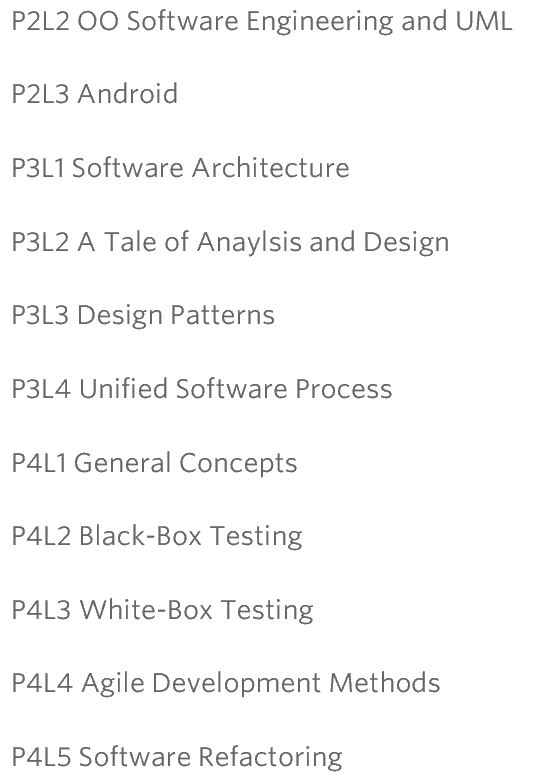 P2L2 OO Software Engineering and UML
P2L3 Android
P3L1 Software Architecture
P3L2 A Tale of Anaylsis and Design
P3L3 Design Patterns
P3L4 Unified Software Process
P4L1 General Concepts
P4L2 Black-Box Testing
P4L3 White-Box Testing
P4L4 Agile Development Methods
P4L5 Software Refactoring